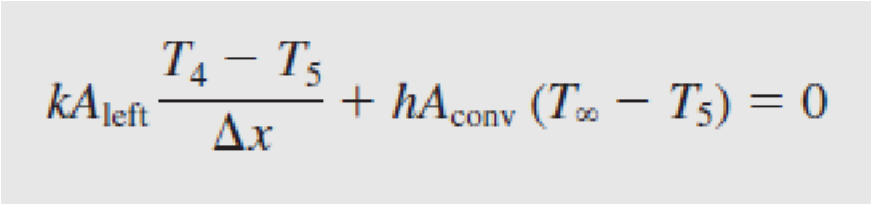 kA_left (T_4 − T_5)/Δx + hA_conv (T_∞ − T_5) = 0